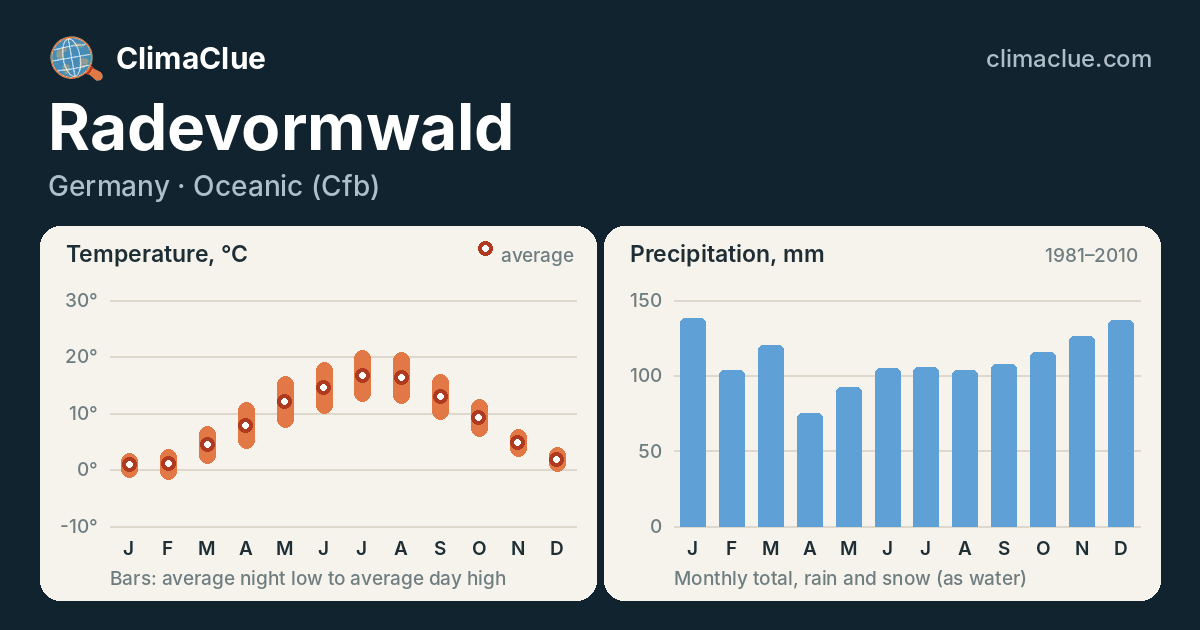 ClimaClue
climaclue.com
Radevormwald
Germany · Oceanic (Cfb)
Temperature, °C
average
30°
20°
10°
0°
-10°
J F M A M J J A S O N D
Bars: average night low to average day high
Precipitation, mm
1981–2010
150
100
50
0
J F M A M J J A S O N D
Monthly total, rain and snow (as water)